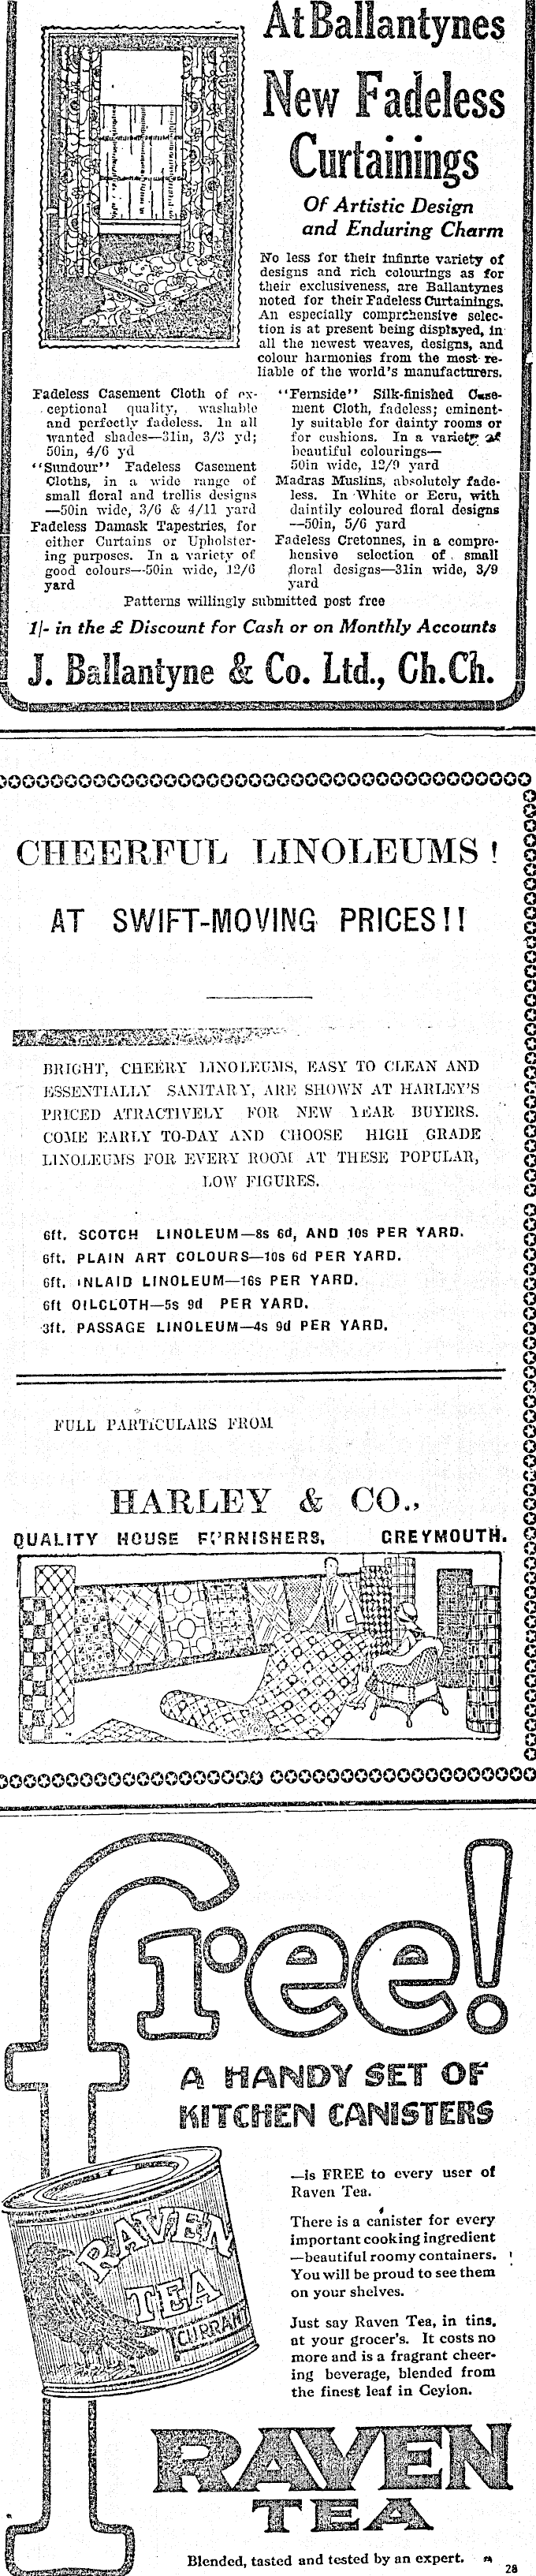 At Ballantynes
New Fadeless
Curtainings
Of Artistic Design
and Enduring Charm
No less for their infinite variety of
designs and rich colourings as for
their exclusiveness, are Ballantynes
noted for their Fadeless Curtainings.
An especially comprehensive selec-
tion is at present being displayed, in
all the newest weaves, designs, and
colour harmonies from the most re-
liable of the world's manufacturers.
Fadeless Casement Cloth of ex-
ceptional quality, washable
and perfectly fadeless. In all
wanted shades—31in, 3/3 yd;
50in, 4/6 yd
"Sundour" Fadeless Casement
Cloths, in a wide range of
small floral and trellis designs
—50in wide, 3/6 & 4/11 yard
Fadeless Damask Tapestries, for
either Curtains or Upholster-
ing purposes. In a variety of
good colours—50in wide, 12/6
yard
"Fernside" Silk-finished Case-
ment Cloth, fadeless; eminent-
ly suitable for dainty rooms or
for cushions. In a variety of
beautiful colourings—
50in wide, 12/9 yard
Madras Muslins, absolutely fade-
less. In White or Ecru, with
daintily coloured floral designs
—50in, 5/6 yard
Fadeless Cretonnes, in a compre-
hensive selection of small
floral designs—31in wide, 3/9
yard
Patterns willingly submitted post free
1/- in the £ Discount for Cash or on Monthly Accounts
J. Ballantyne & Co. Ltd., Ch.Ch.
CHEERFUL LINOLEUMS!
AT SWIFT-MOVING PRICES!!
BRIGHT, CHEERY LINOLEUMS, EASY TO CLEAN AND
ESSENTIALLY SANITARY, ARE SHOWN AT HARLEY'S
PRICED ATRACTIVELY FOR NEW YEAR BUYERS.
COME EARLY TO-DAY AND CHOOSE HIGH GRADE
LINOLEUMS FOR EVERY ROOM AT THESE POPULAR,
LOW FIGURES.
6ft. SCOTCH LINOLEUM—8s 6d, AND 10s PER YARD.
6ft. PLAIN ART COLOURS—10s 6d PER YARD.
6ft. INLAID LINOLEUM—16s PER YARD.
6ft OILCLOTH—5s 9d PER YARD.
3ft. PASSAGE LINOLEUM—4s 9d PER YARD.
FULL PARTICULARS FROM
HARLEY & CO.,
QUALITY HOUSE FURNISHERS, GREYMOUTH.
free!
A HANDY SET OF
KITCHEN CANISTERS
RAVEN
TEA
CURRANT
—is FREE to every user of
Raven Tea.
There is a canister for every
important cooking ingredient
—beautiful roomy containers.
You will be proud to see them
on your shelves.
Just say Raven Tea, in tins,
at your grocer's. It costs no
more and is a fragrant cheer-
ing beverage, blended from
the finest leaf in Ceylon.
RAVEN
TEA
Blended, tasted and tested by an expert.
28